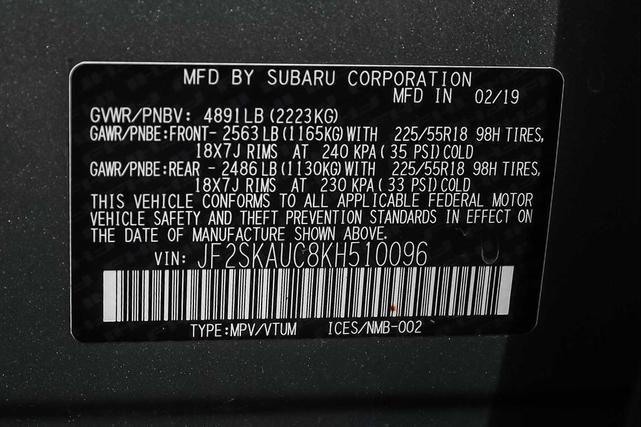 MFD BY SUBARU CORPORATION
MFD IN 02/19
GVWR/PNBV: 4891LB (2223KG)
GAWR/PNBE:FRONT- 2563 LB (1165KG) WITH 225/55R18 98H TIRES,
18X7J RIMS AT 240 KPA ( 35 PSI) COLD
GAWR/PNBE:REAR - 2486 LB (1130KG) WITH 225/55R18 98H TIRES,
18X7J RIMS AT 230 KPA ( 33 PSI) COLD
THIS VEHICLE CONFORMS TO ALL APPLICABLE FEDERAL MOTOR
VEHICLE SAFETY AND THEFT PREVENTION STANDARDS IN EFFECT ON
THE DATE OF MANUFACTURE SHOWN ABOVE.
VIN: JF2SKAUC8KH510096
TYPE:MPV/VTUM ICES/NMB-002